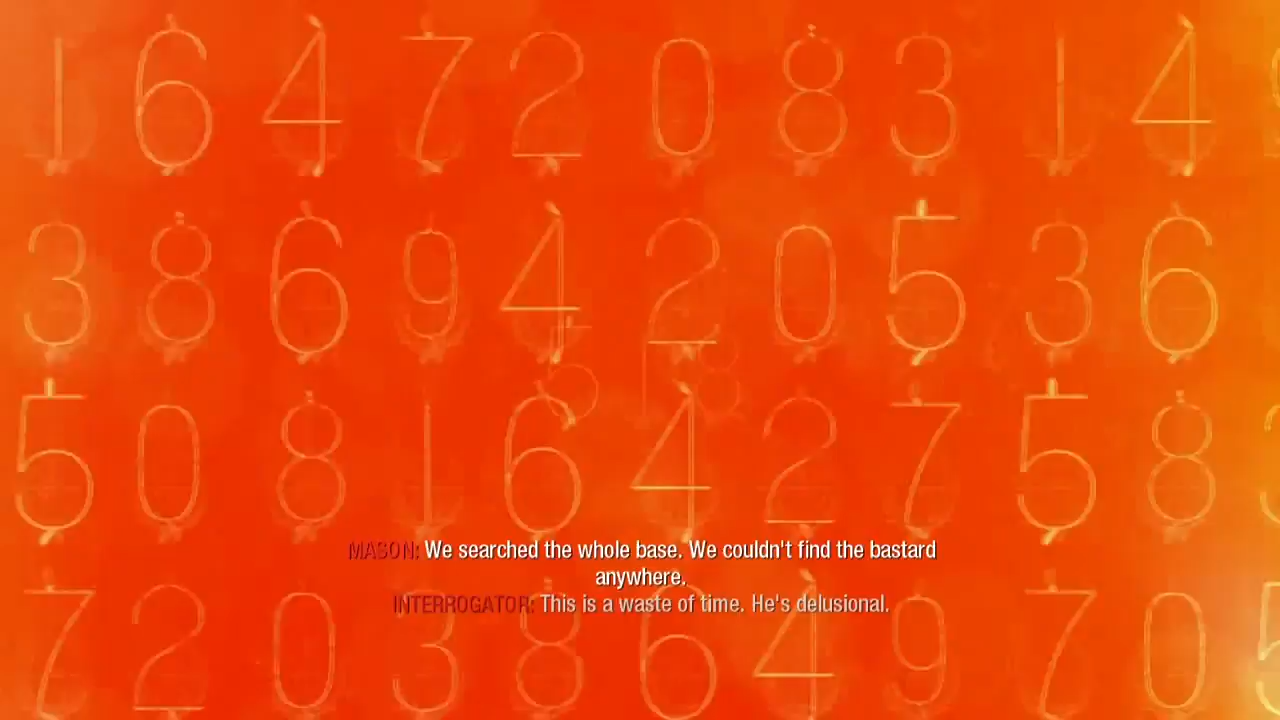 1 6 4 7 2 0 8 3 1 4
3 8 6 9 4 2 0 5 3 6
5 0 8 1 6 4 2 7 5 8
MASON: We searched the whole base. We couldn't find the bastard
anywhere.
INTERROGATOR: This is a waste of time. He's delusional.
7 2 0 3 8 6 4 9 7 0